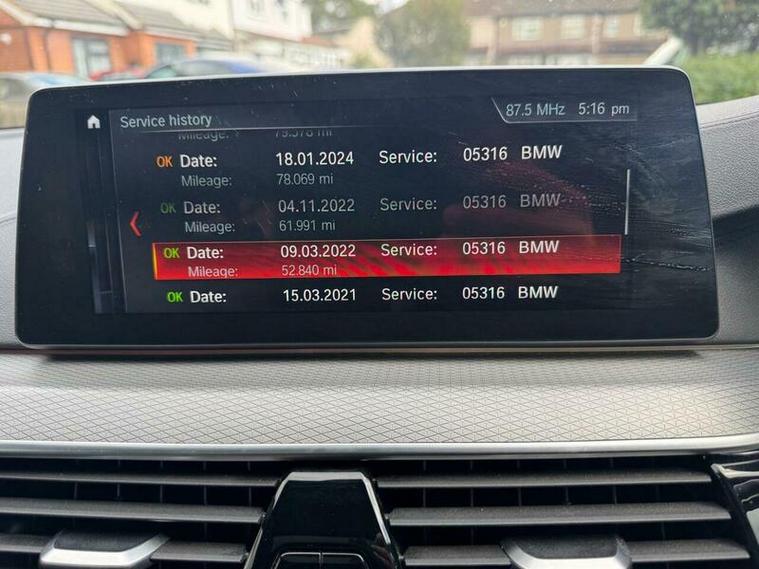 Service history
87.5 MHz 5:16 pm
Mileage:
OK Date: 18.01.2024 Service: 05316 BMW
Mileage: 78.069 mi
OK Date: 04.11.2022 Service: 05316 BMW
Mileage: 61.991 mi
OK Date: 09.03.2022 Service: 05316 BMW
Mileage: 52.840 mi
OK Date: 15.03.2021 Service: 05316 BMW